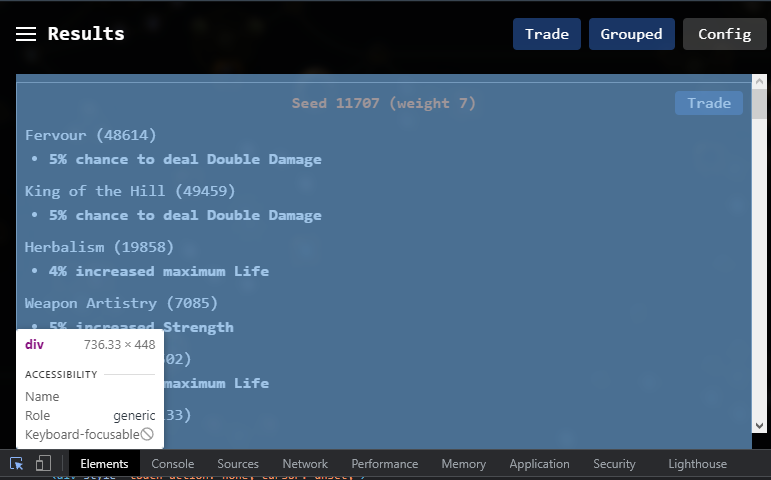 Results
Trade
Grouped
Config
Seed 11707 (weight 7)
Trade
Fervour (48614)
• 5% chance to deal Double Damage
King of the Hill (49459)
• 5% chance to deal Double Damage
Herbalism (19858)
• 4% increased maximum Life
Weapon Artistry (7085)
• 5% increased Strength
div 736.33 × 448
02)
maximum Life
ACCESSIBILITY
Name
Role generic
33)
Keyboard-focusable
Elements
Console
Sources
Network
Performance
Memory
Application
Security
Lighthouse